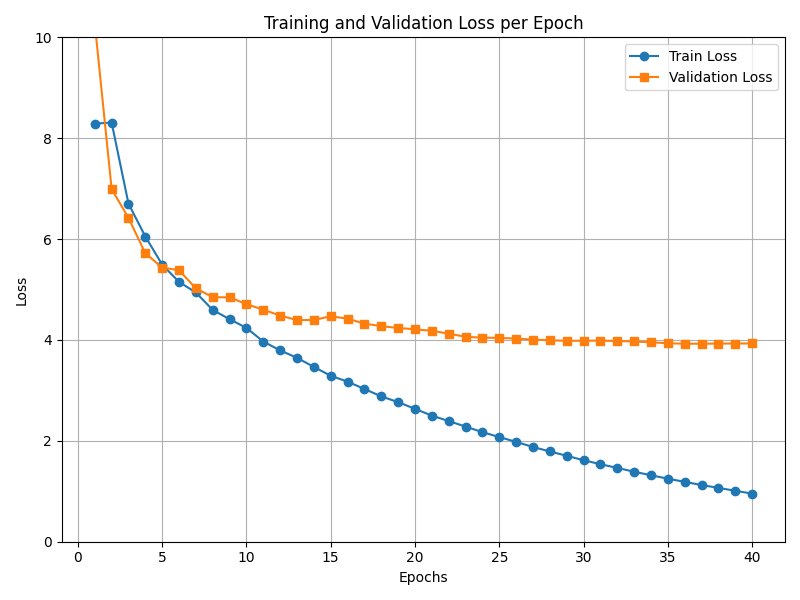 Training and Validation Loss per Epoch
Train Loss
Validation Loss
Loss
10
8
6
4
2
0
0 5 10 15 20 25 30 35 40
Epochs